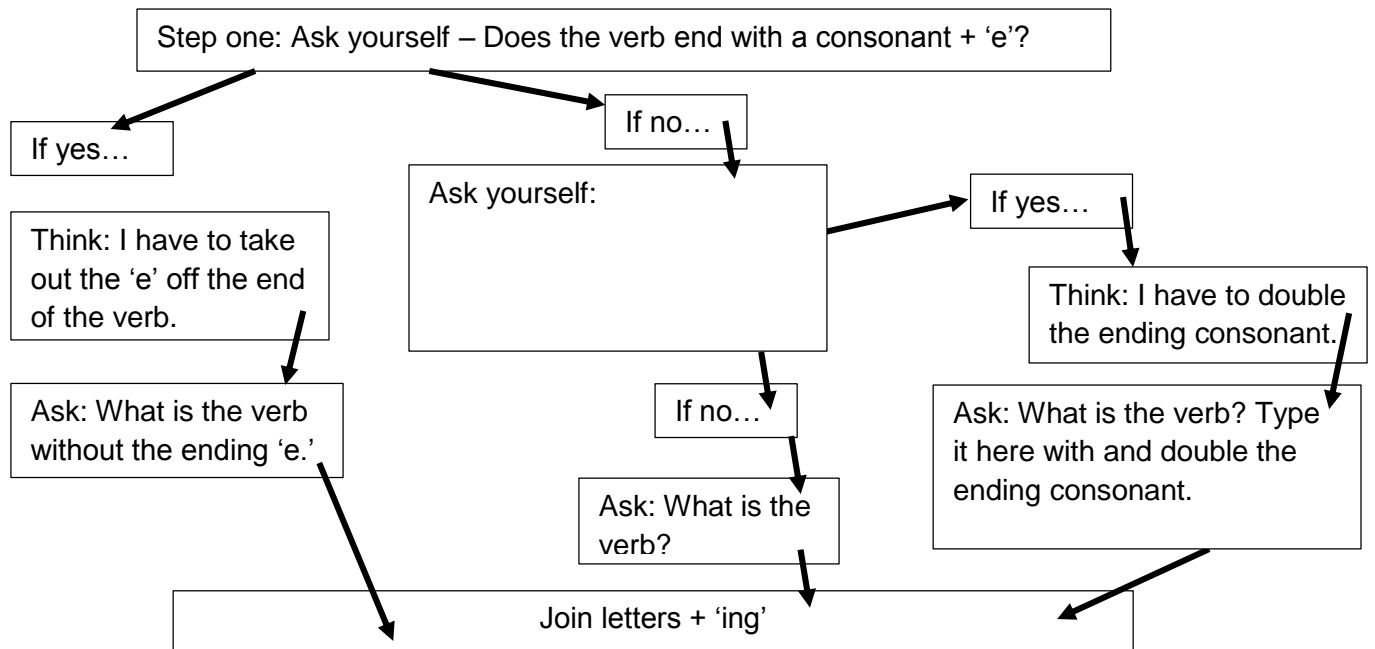 Step one: Ask yourself – Does the verb end with a consonant + ‘e’?
If yes…
If no…
Ask yourself:
If yes…
Think: I have to take
out the ‘e’ off the end
of the verb.
Think: I have to double
the ending consonant.
Ask: What is the verb
without the ending ‘e.’
If no…
Ask: What is the verb? Type
it here with and double the
ending consonant.
Ask: What is the
verb?
Join letters + ‘ing’